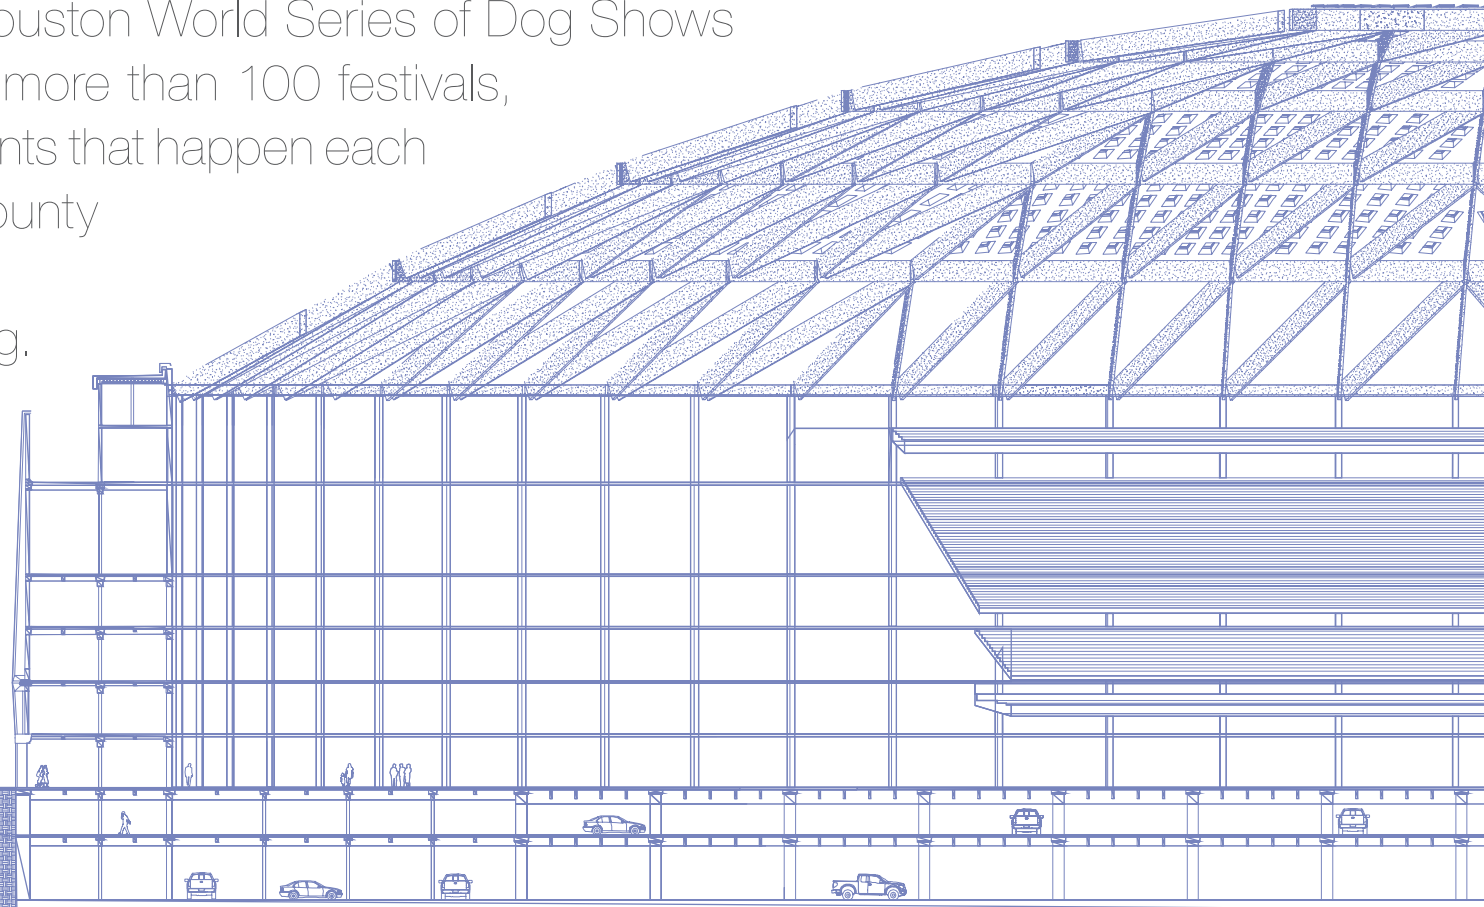 ouston World Series of Dog Shows
more than 100 festivals,
nts that happen each
ounty
g.